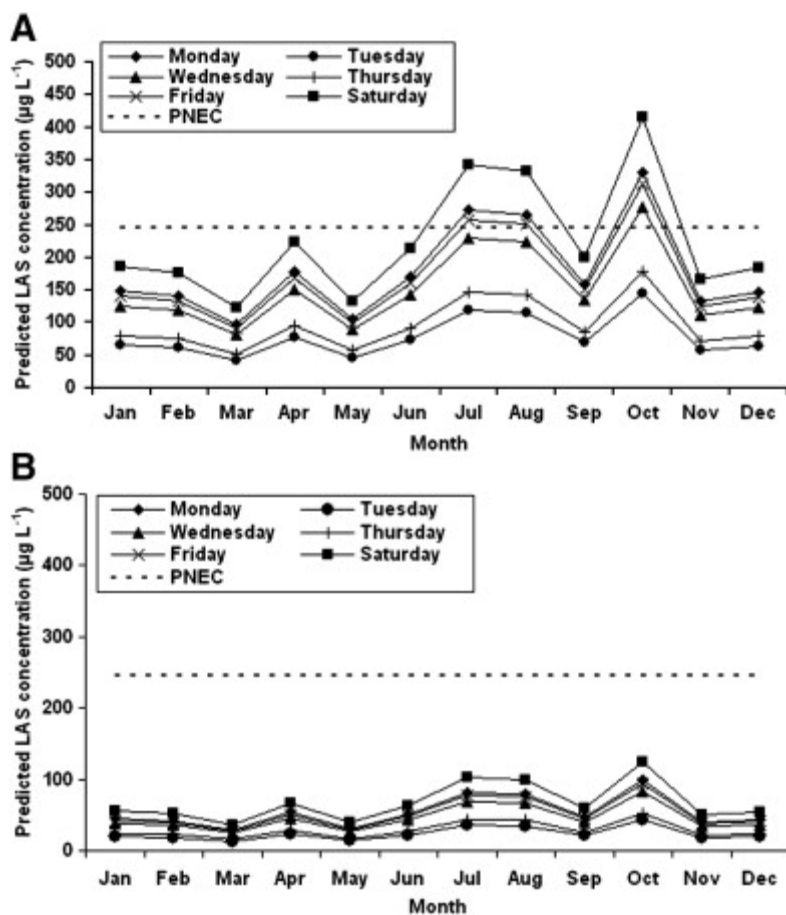 A
Predicted LAS concentration (µg L⁻¹)
500
450
400
350
300
250
200
150
100
50
0
Monday Tuesday
Wednesday Thursday
Friday Saturday
PNEC
Jan Feb Mar Apr May Jun Jul Aug Sep Oct Nov Dec
Month
B
Predicted LAS concentration (µg L⁻¹)
500
400
300
200
100
0
Monday Tuesday
Wednesday Thursday
Friday Saturday
PNEC
Jan Feb Mar Apr May Jun Jul Aug Sep Oct Nov Dec
Month